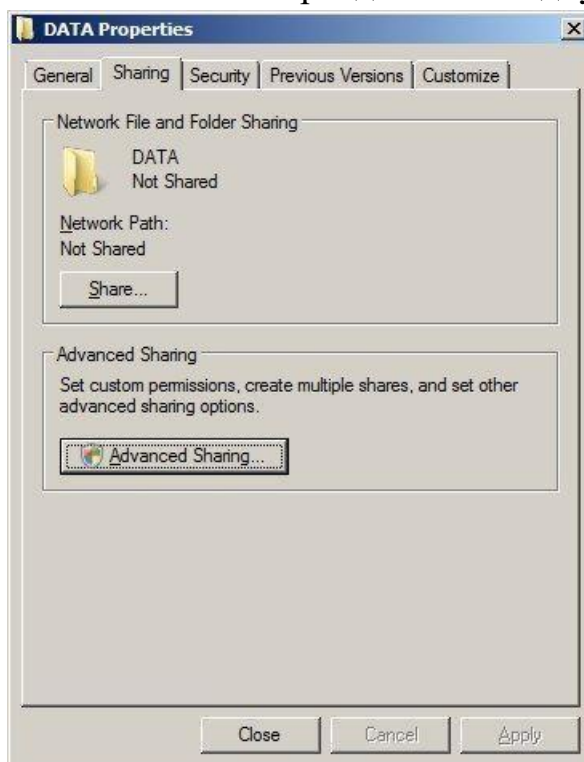 DATA Properties
General Sharing Security Previous Versions Customize
Network File and Folder Sharing
DATA
Not Shared
Network Path:
Not Shared
Share...
Advanced Sharing
Set custom permissions, create multiple shares, and set other
advanced sharing options.
Advanced Sharing...
Close Cancel Apply